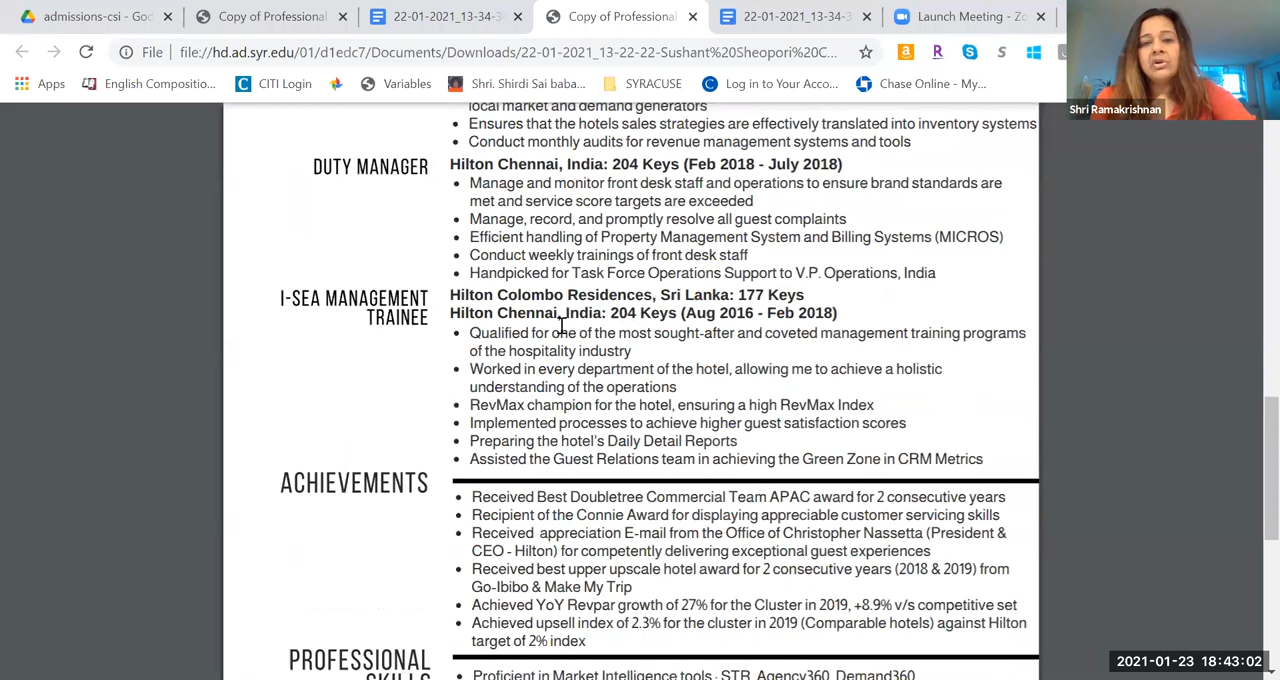 admissions-csi - Goo
Copy of Professional
22-01-2021_13-34-3
Copy of Professional
22-01-2021_13-34-3
Launch Meeting - Zo
File
file://hd.ad.syr.edu/01/d1edc7/Documents/Downloads/22-01-2021_13-22-22-Sushant%20Sheopori%20C...
Apps
English Compositio...
CITI Login
Variables
Shri. Shirdi Sai baba...
SYRACUSE
Log in to Your Acco...
Chase Online - My...
Shri Ramakrishnan
local market and demand generators
• Ensures that the hotels sales strategies are effectively translated into inventory systems
• Conduct monthly audits for revenue management systems and tools
DUTY MANAGER
Hilton Chennai, India: 204 Keys (Feb 2018 - July 2018)
• Manage and monitor front desk staff and operations to ensure brand standards are
met and service score targets are exceeded
• Manage, record, and promptly resolve all guest complaints
• Efficient handling of Property Management System and Billing Systems (MICROS)
• Conduct weekly trainings of front desk staff
• Handpicked for Task Force Operations Support to V.P. Operations, India
I-SEA MANAGEMENT
TRAINEE
Hilton Colombo Residences, Sri Lanka: 177 Keys
Hilton Chennai, India: 204 Keys (Aug 2016 - Feb 2018)
• Qualified for one of the most sought-after and coveted management training programs
of the hospitality industry
• Worked in every department of the hotel, allowing me to achieve a holistic
understanding of the operations
• RevMax champion for the hotel, ensuring a high RevMax Index
• Implemented processes to achieve higher guest satisfaction scores
• Preparing the hotel's Daily Detail Reports
• Assisted the Guest Relations team in achieving the Green Zone in CRM Metrics
ACHIEVEMENTS
• Received Best Doubletree Commercial Team APAC award for 2 consecutive years
• Recipient of the Connie Award for displaying appreciable customer servicing skills
• Received appreciation E-mail from the Office of Christopher Nassetta (President &
CEO - Hilton) for competently delivering exceptional guest experiences
• Received best upper upscale hotel award for 2 consecutive years (2018 & 2019) from
Go-Ibibo & Make My Trip
• Achieved YoY Revpar growth of 27% for the Cluster in 2019, +8.9% v/s competitive set
• Achieved upsell index of 2.3% for the cluster in 2019 (Comparable hotels) against Hilton
target of 2% index
PROFESSIONAL
SKILLS
• Proficient in Market Intelligence tools - STR, Agency360, Demand360
2021-01-23 18:43:02